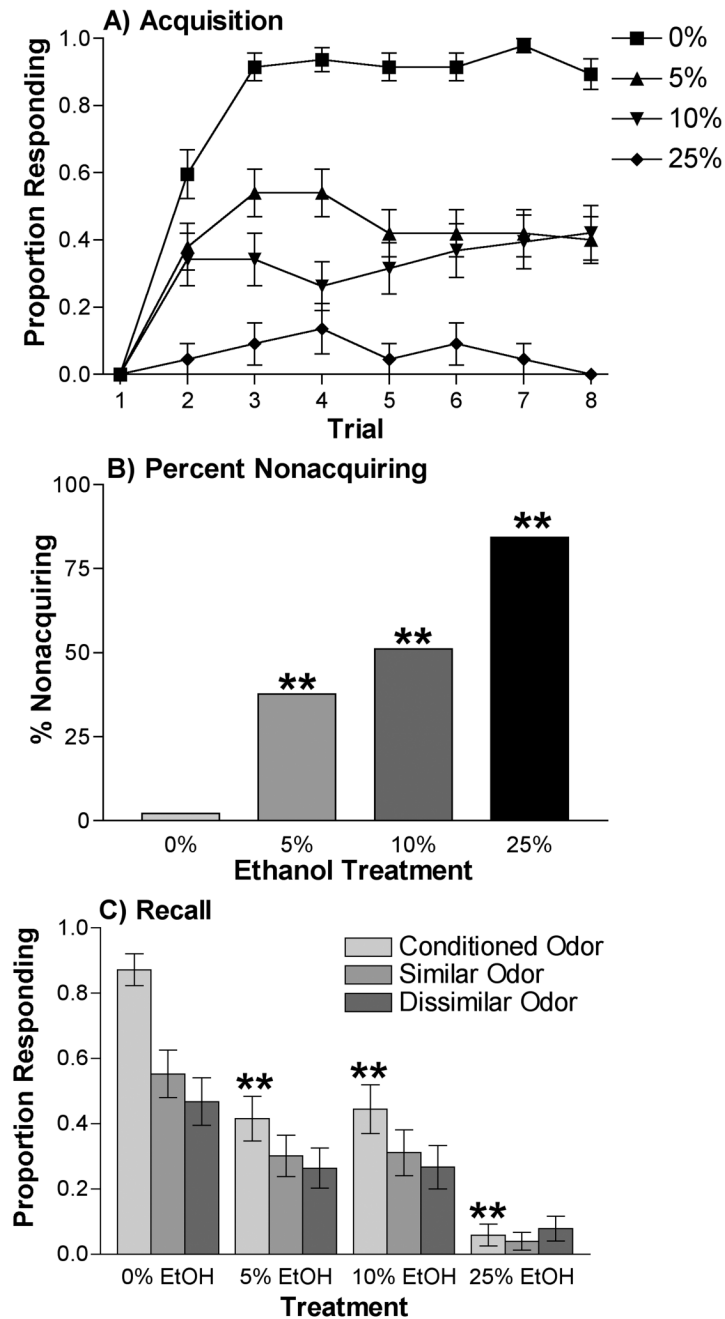 A) Acquisition
Proportion Responding
1.0
0.8
0.6
0.4
0.2
0.0
1 2 3 4 5 6 7 8
Trial
0%
5%
10%
25%
B) Percent Nonacquiring
% Nonacquiring
100
75
50
25
0
**
**
**
0% 5% 10% 25%
Ethanol Treatment
C) Recall
Proportion Responding
1.0
0.8
0.6
0.4
0.2
0.0
Conditioned Odor
Similar Odor
Dissimilar Odor
**
**
**
0% EtOH 5% EtOH 10% EtOH 25% EtOH
Treatment